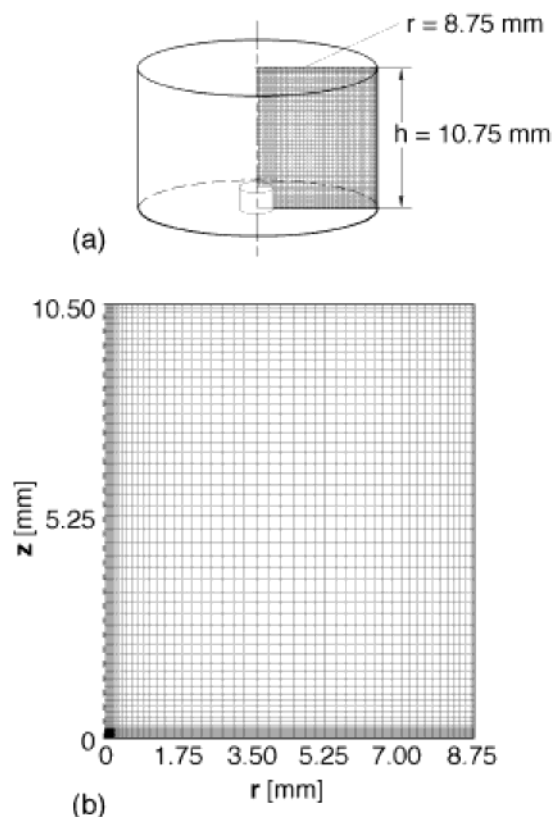 r = 8.75 mm
h = 10.75 mm
(a)
10.50
5.25
z [mm]
0
0 1.75 3.50 5.25 7.00 8.75
r [mm]
(b)